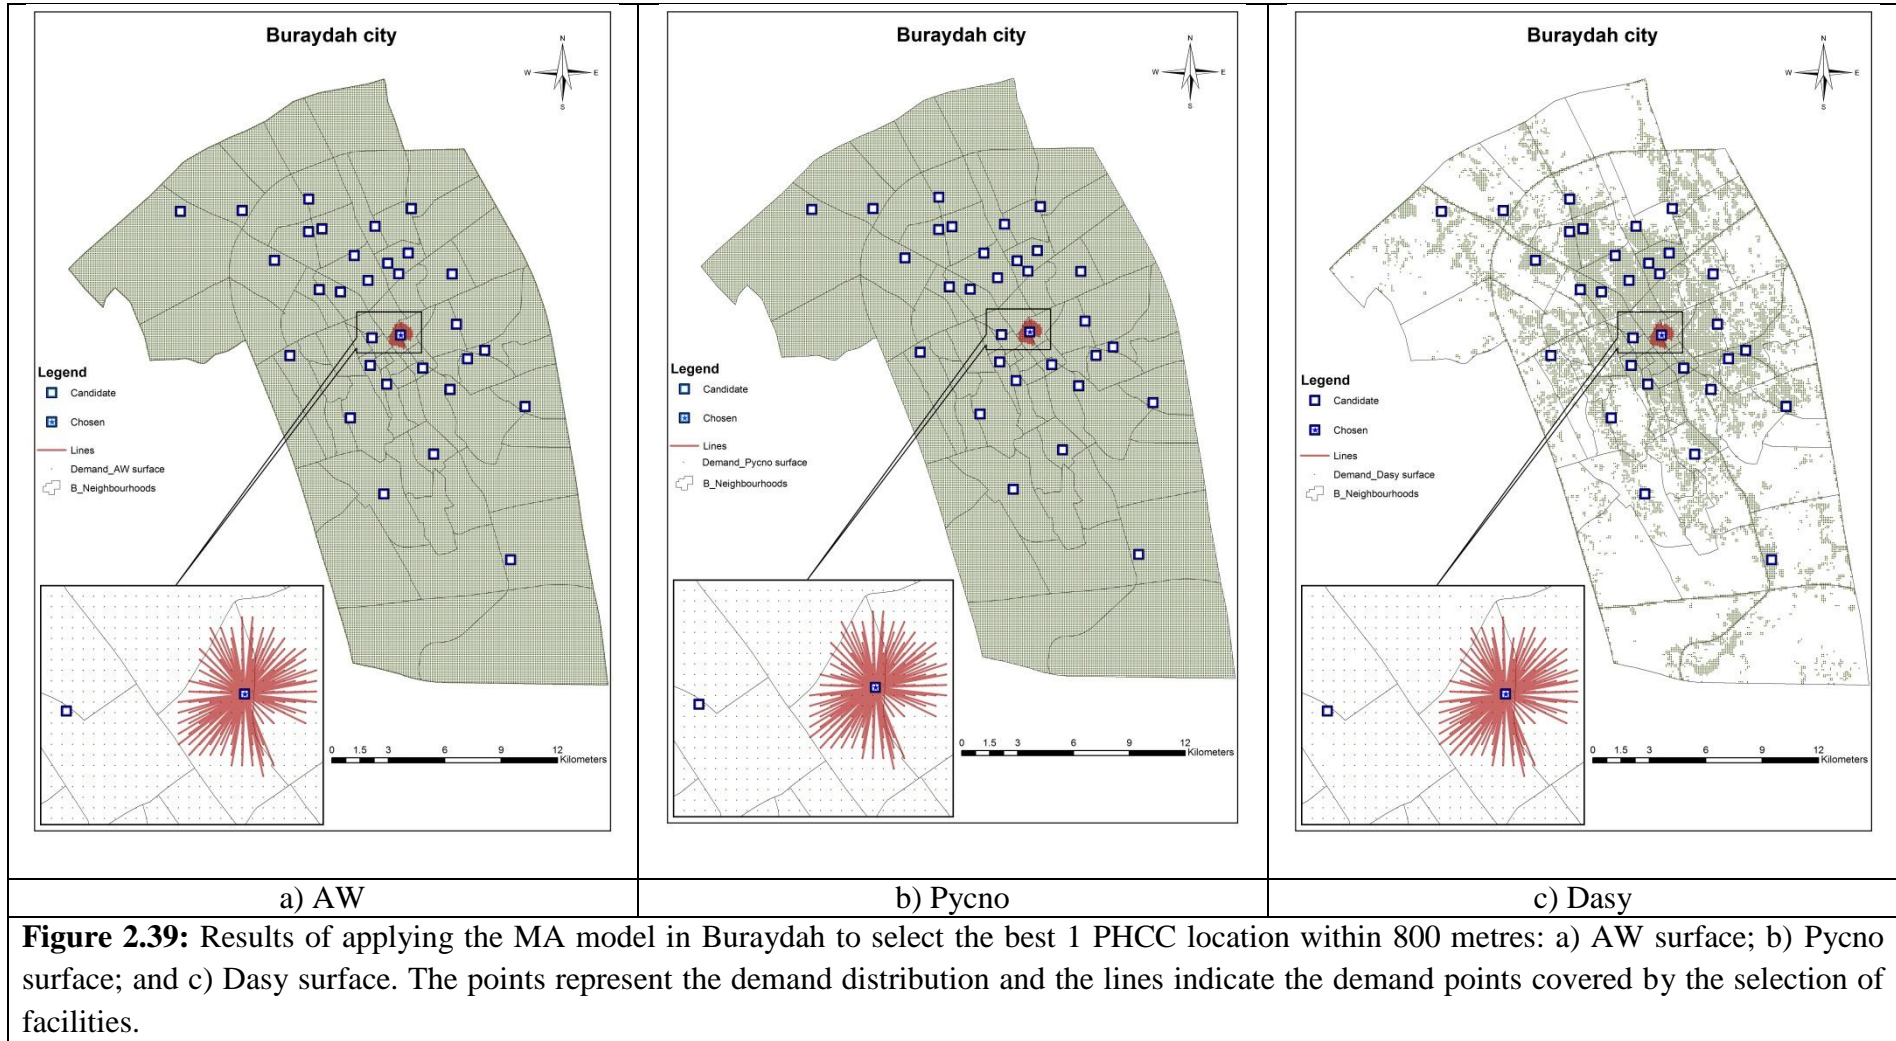 Buraydah city
N
W E
S
Legend
Candidate
Chosen
Lines
Demand_AW surface
B_Neighbourhoods
0 1.5 3 6 9 12
Kilometers
Buraydah city
N
W E
S
Legend
Candidate
Chosen
Lines
Demand_Pycno surface
B_Neighbourhoods
0 1.5 3 6 9 12
Kilometers
Buraydah city
N
W E
S
Legend
Candidate
Chosen
Lines
Demand_Dasy surface
B_Neighbourhoods
0 1.5 3 6 9 12
Kilometers
a) AW
b) Pycno
c) Dasy
Figure 2.39: Results of applying the MA model in Buraydah to select the best 1 PHCC location within 800 metres: a) AW surface; b) Pycno
surface; and c) Dasy surface. The points represent the demand distribution and the lines indicate the demand points covered by the selection of
facilities.